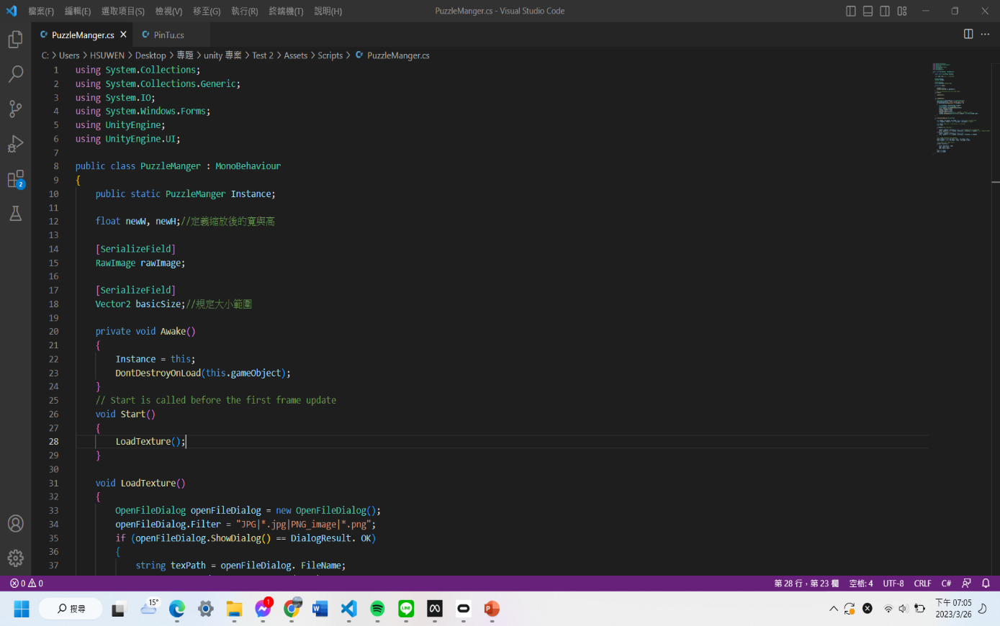 檔案(F) 編輯(E) 選取項目(S) 檢視(V) 移至(G) 執行(R) 終端機(T) 說明(H) PuzzleManger.cs - Visual Studio Code
PuzzleManger.cs PinTu.cs
C: > Users > HSUWEN > Desktop > 專題 > unity 專案 > Test 2 > Assets > Scripts > PuzzleManger.cs
1 using System.Collections;
2 using System.Collections.Generic;
3 using System.IO;
4 using System.Windows.Forms;
5 using UnityEngine;
6 using UnityEngine.UI;
7
8 public class PuzzleManger : MonoBehaviour
9 {
10 public static PuzzleManger Instance;
11
12 float newW, newH;//定義縮放後的寬與高
13
14 [SerializeField]
15 RawImage rawImage;
16
17 [SerializeField]
18 Vector2 basicSize;//規定大小範圍
19
20 private void Awake()
21 {
22 Instance = this;
23 DontDestroyOnLoad(this.gameObject);
24 }
25 // Start is called before the first frame update
26 void Start()
27 {
28 LoadTexture();
29 }
30
31 void LoadTexture()
32 {
33 OpenFileDialog openFileDialog = new OpenFileDialog();
34 openFileDialog.Filter = "JPG|*.jpg|PNG_image|*.png";
35 if (openFileDialog.ShowDialog() == DialogResult. OK)
36 {
37 string texPath = openFileDialog. FileName;
2
0 0 第 28 行，第 23 欄 空格: 4 UTF-8 CRLF C#
搜尋 15° 1 下午 07:05
2023/3/26